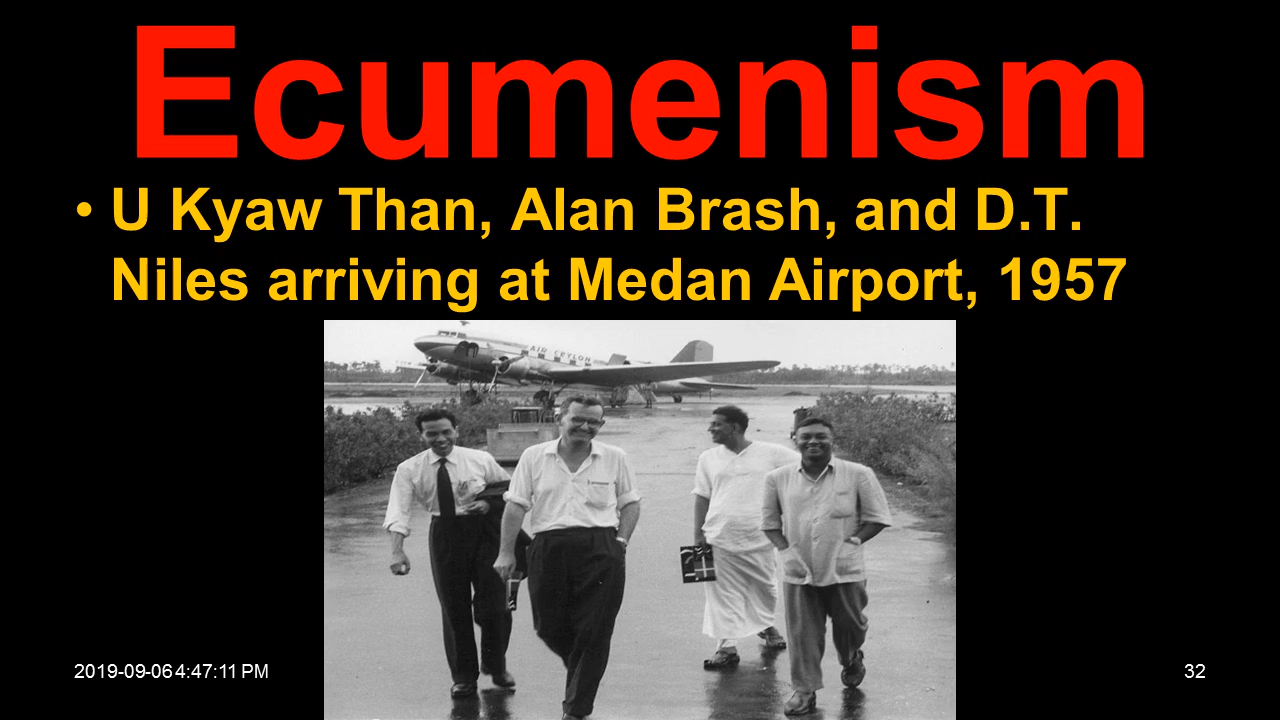 Ecumenism
• U Kyaw Than, Alan Brash, and D.T.
Niles arriving at Medan Airport, 1957
AIR CEYLON
2019-09-06 4:47:11 PM
32